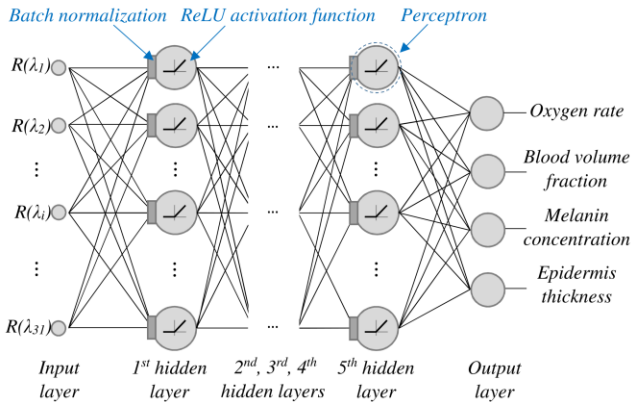 Batch normalization ReLU activation function Perceptron
R(λ1)
R(λ2)
⋮
R(λi)
⋮
R(λ31)
⋮
⋮
...
...
...
...
⋮
⋮
Oxygen rate
Blood volume
fraction
Melanin
concentration
Epidermis
thickness
Input
layer
1st hidden
layer
2nd, 3rd, 4th
hidden layers
5th hidden
layer
Output
layer